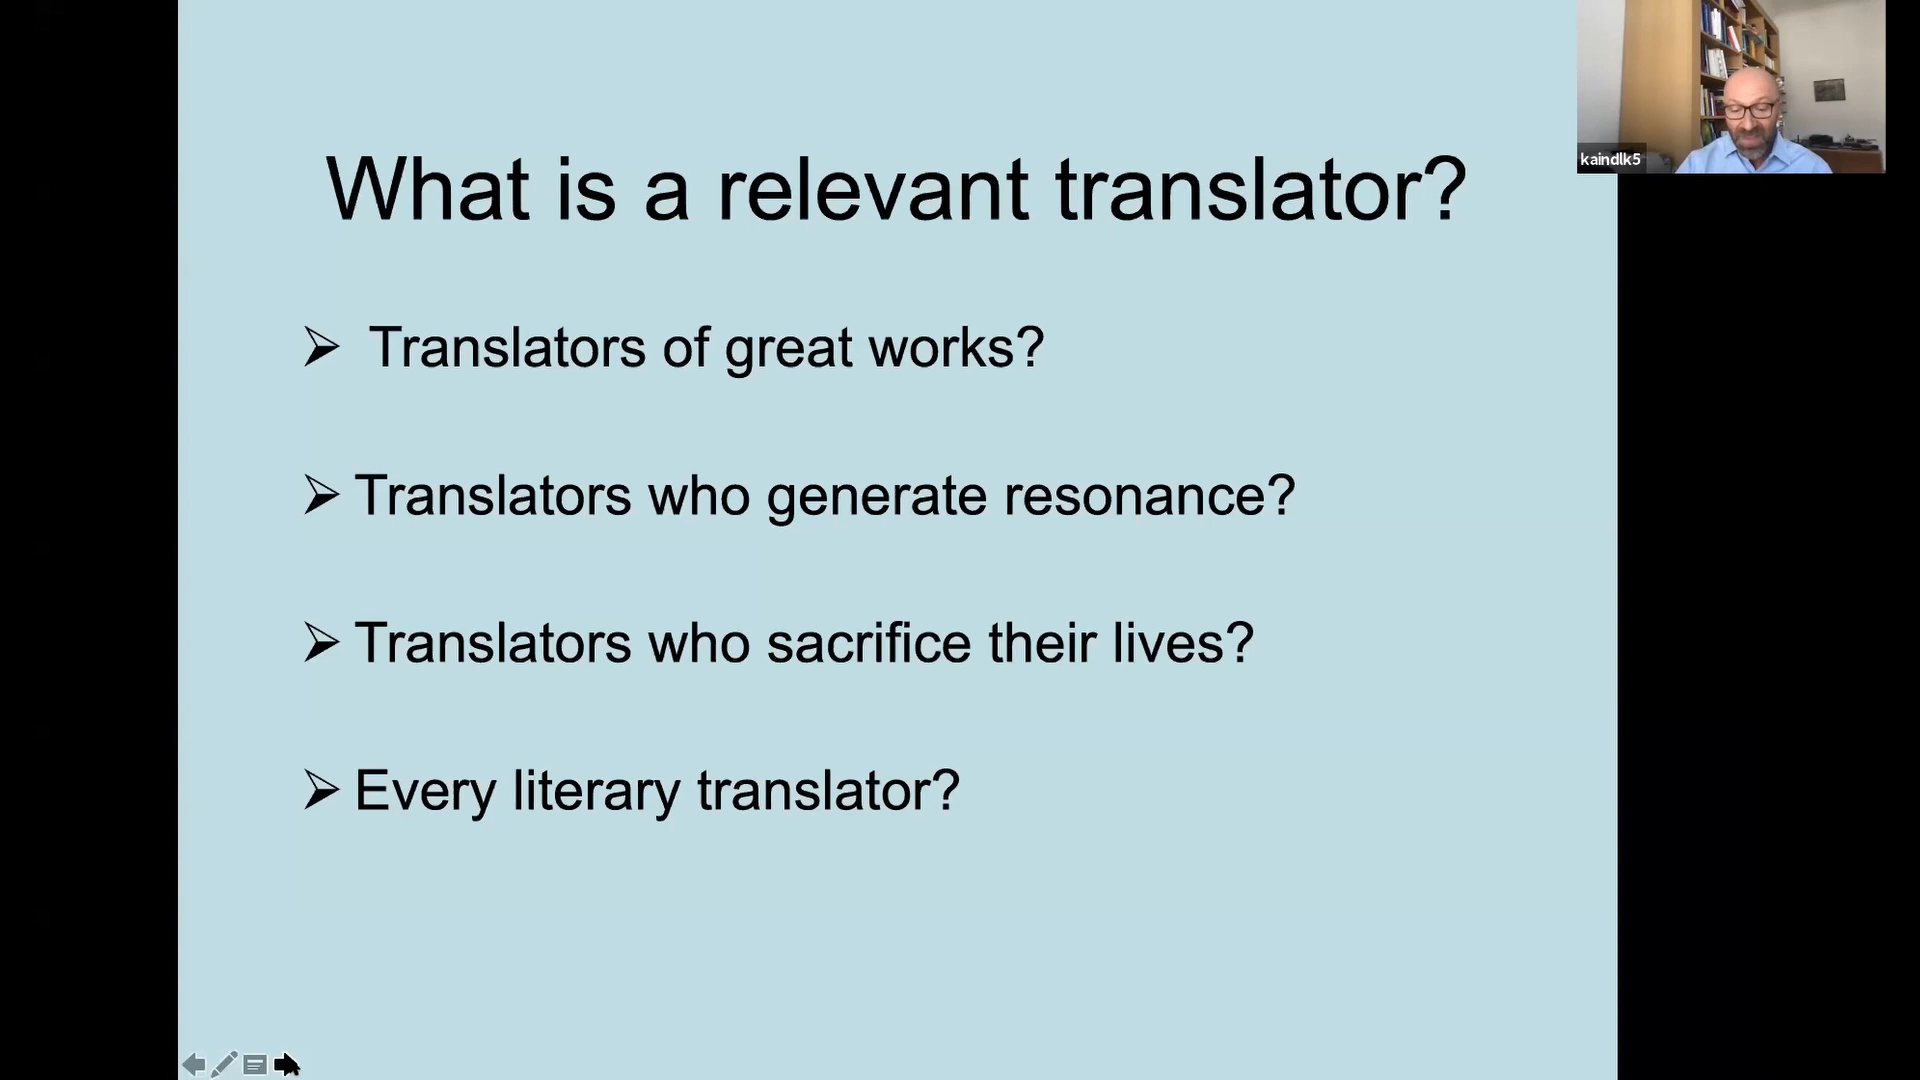 What is a relevant translator?
Translators of great works?
Translators who generate resonance?
Translators who sacrifice their lives?
Every literary translator?
kaindlk5